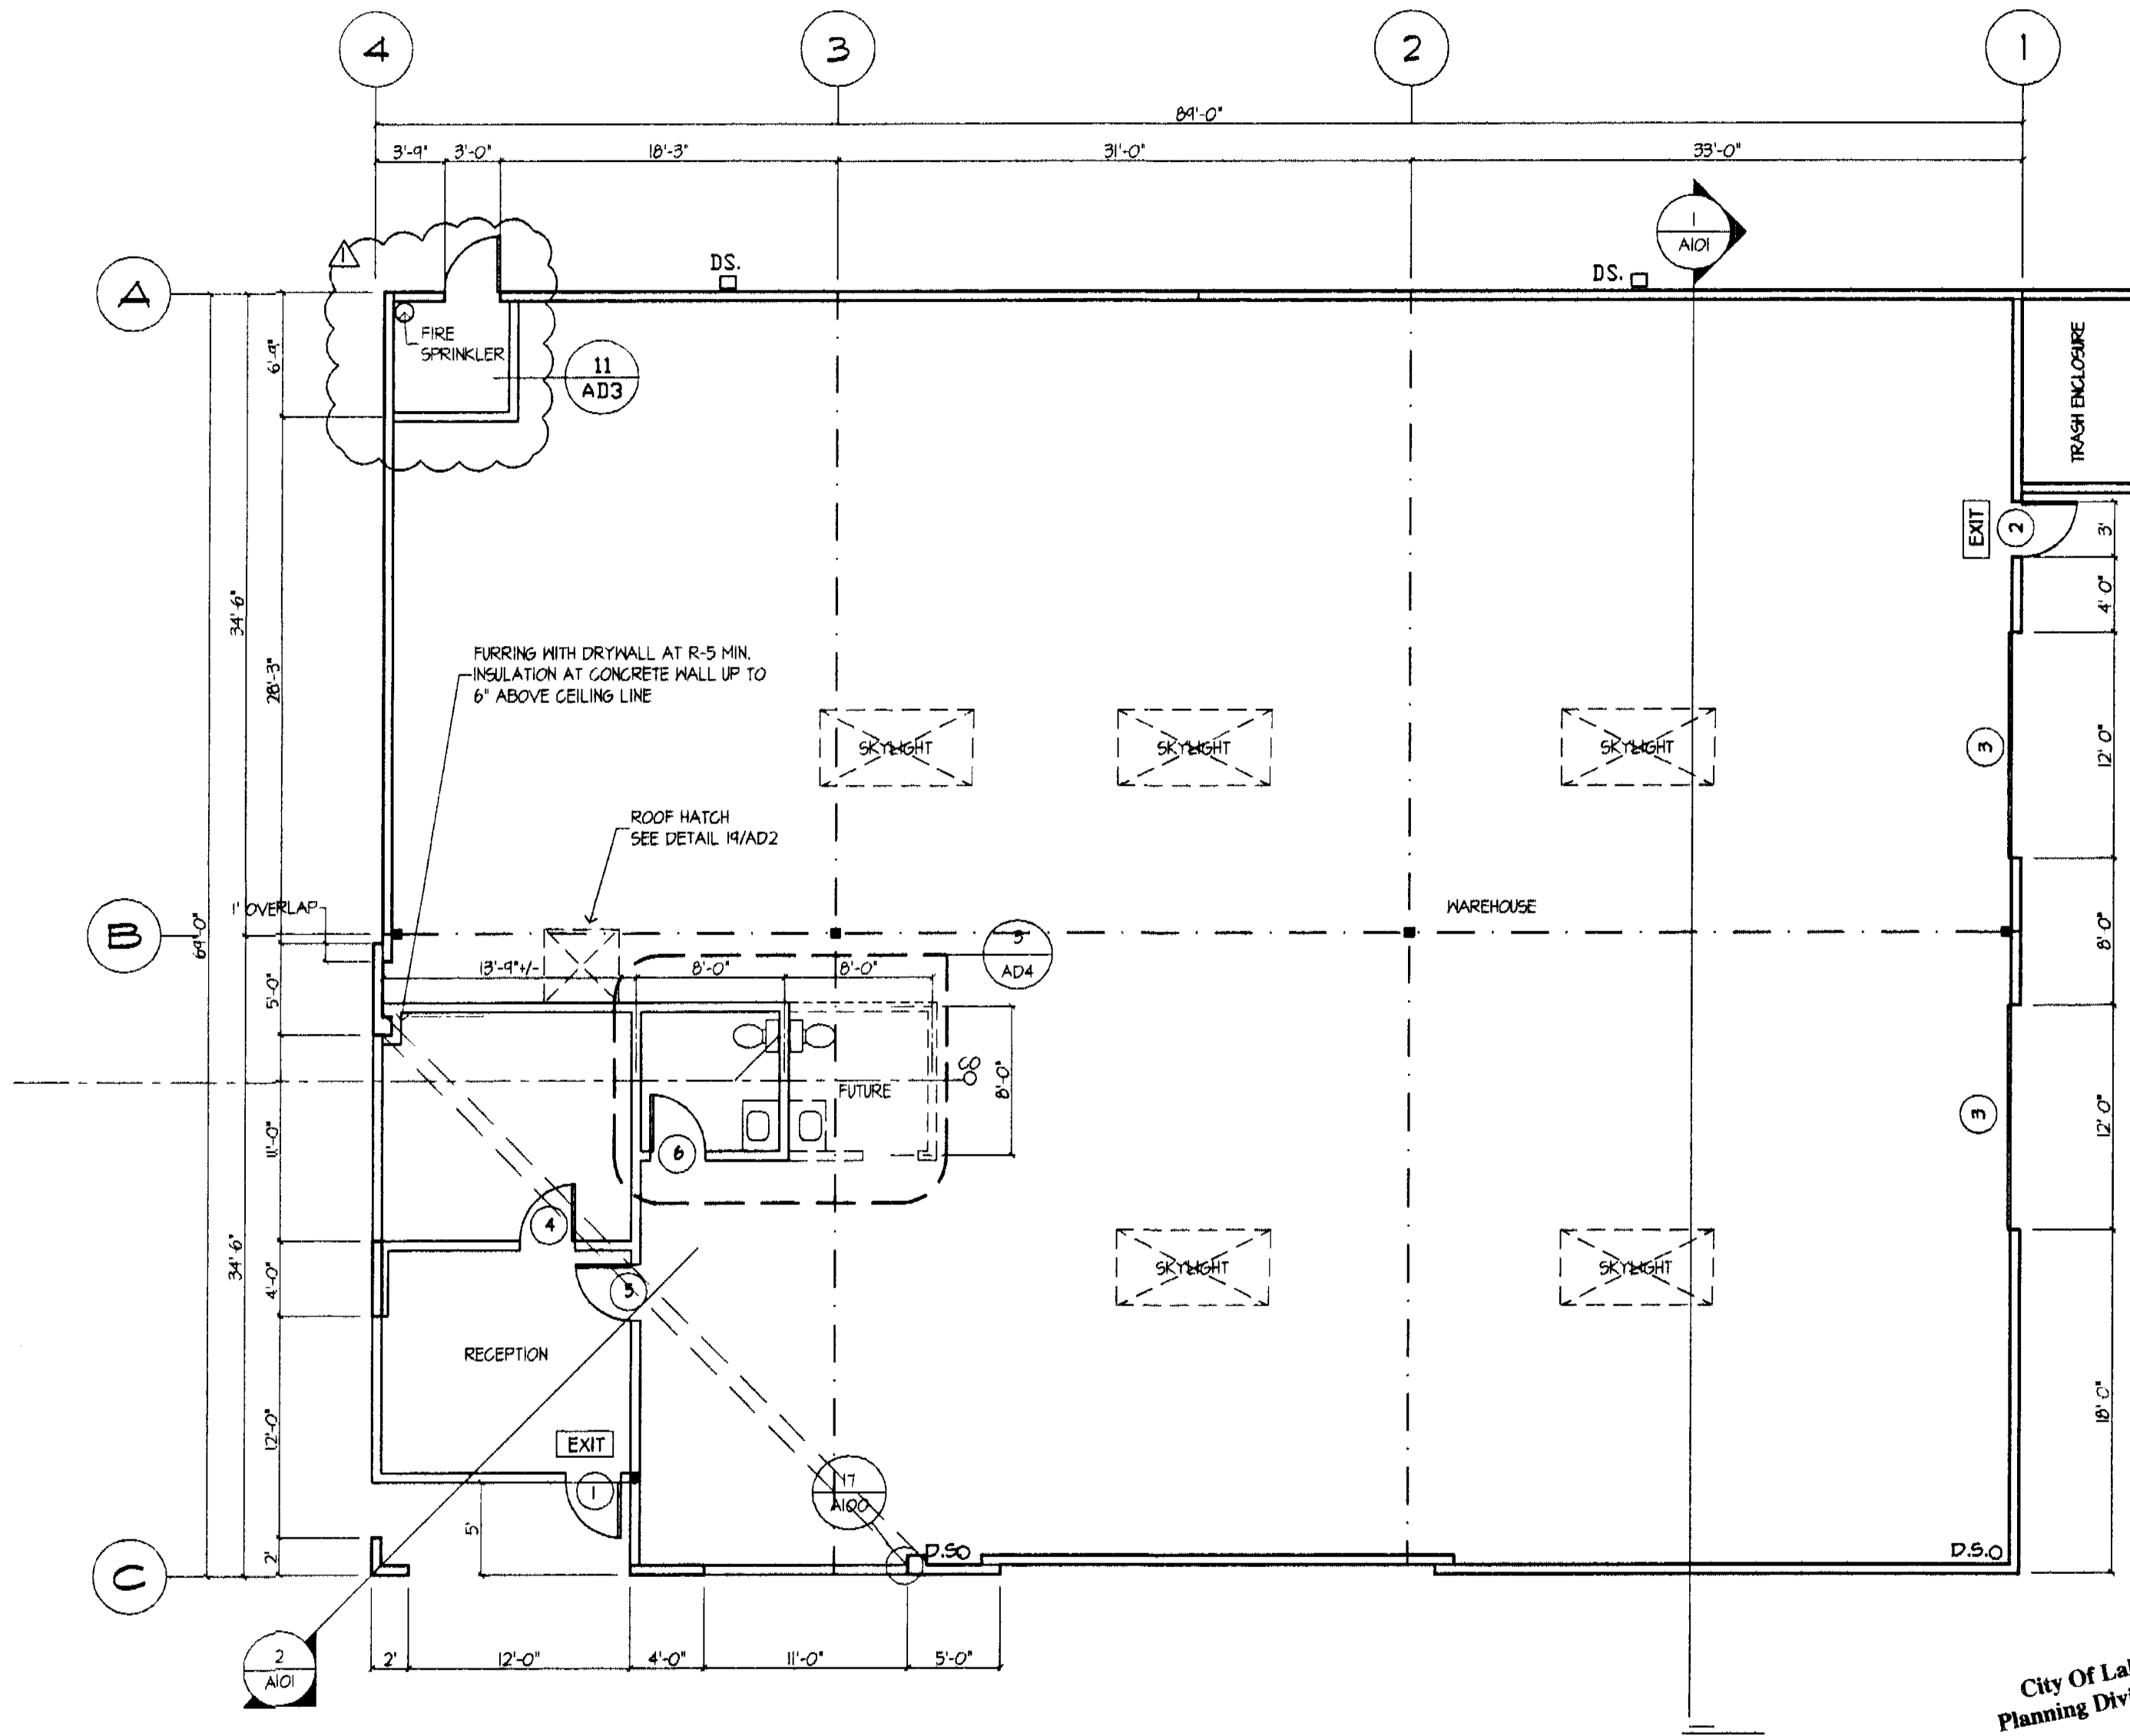 4
3
2
1
89'-0"
3'-9"
3'-0"
18'-3"
31'-0"
33'-0"
1
A101
1
DS.
DS.
A
FIRE
SPRINKLER
11
AD3
6'-9"
TRASH ENCLOSURE
EXIT
2
3'
4'-0"
34'-6"
28'-3"
FURRING WITH DRYWALL AT R-5 MIN.
INSULATION AT CONCRETE WALL UP TO
6" ABOVE CEILING LINE
SKYLIGHT
SKYLIGHT
SKYLIGHT
3
12'-0"
ROOF HATCH
SEE DETAIL 19/AD2
1' OVERLAP
WAREHOUSE
B
69'-0"
8'-0"
13'-9"+/-
8'-0"
8'-0"
AD4
5'-0"
FUTURE
8'-0"
3
12'-0"
11'-0"
6
4
34'-6"
4'-0"
5
SKYLIGHT
SKYLIGHT
RECEPTION
18'-0"
12'-0"
EXIT
1
17
A100
5'
2'
D.S.O
D.S.O
C
2
A101
2'
12'-0"
4'-0"
11'-0"
5'-0"
City Of
Planning